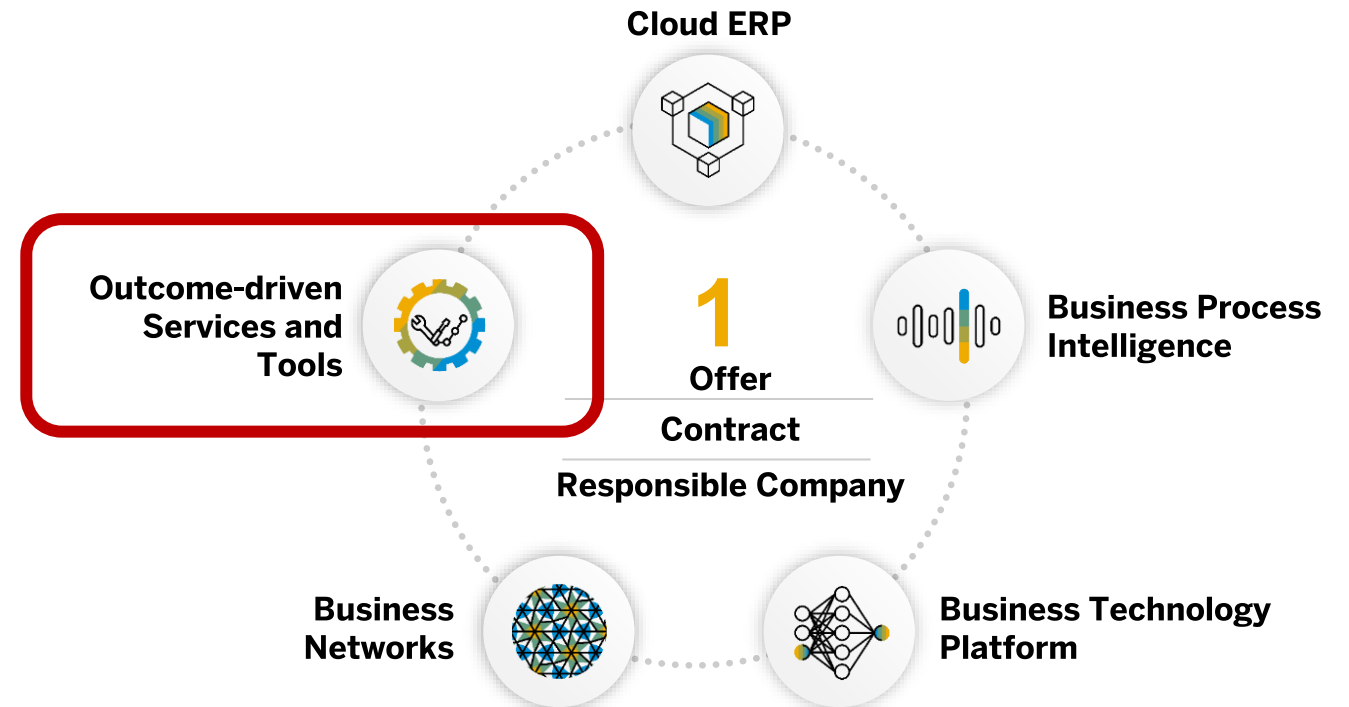 Cloud ERP
Outcome-driven
Services and
Tools
1
Offer
Contract
Responsible Company
Business Process
Intelligence
Business
Networks
Business Technology
Platform